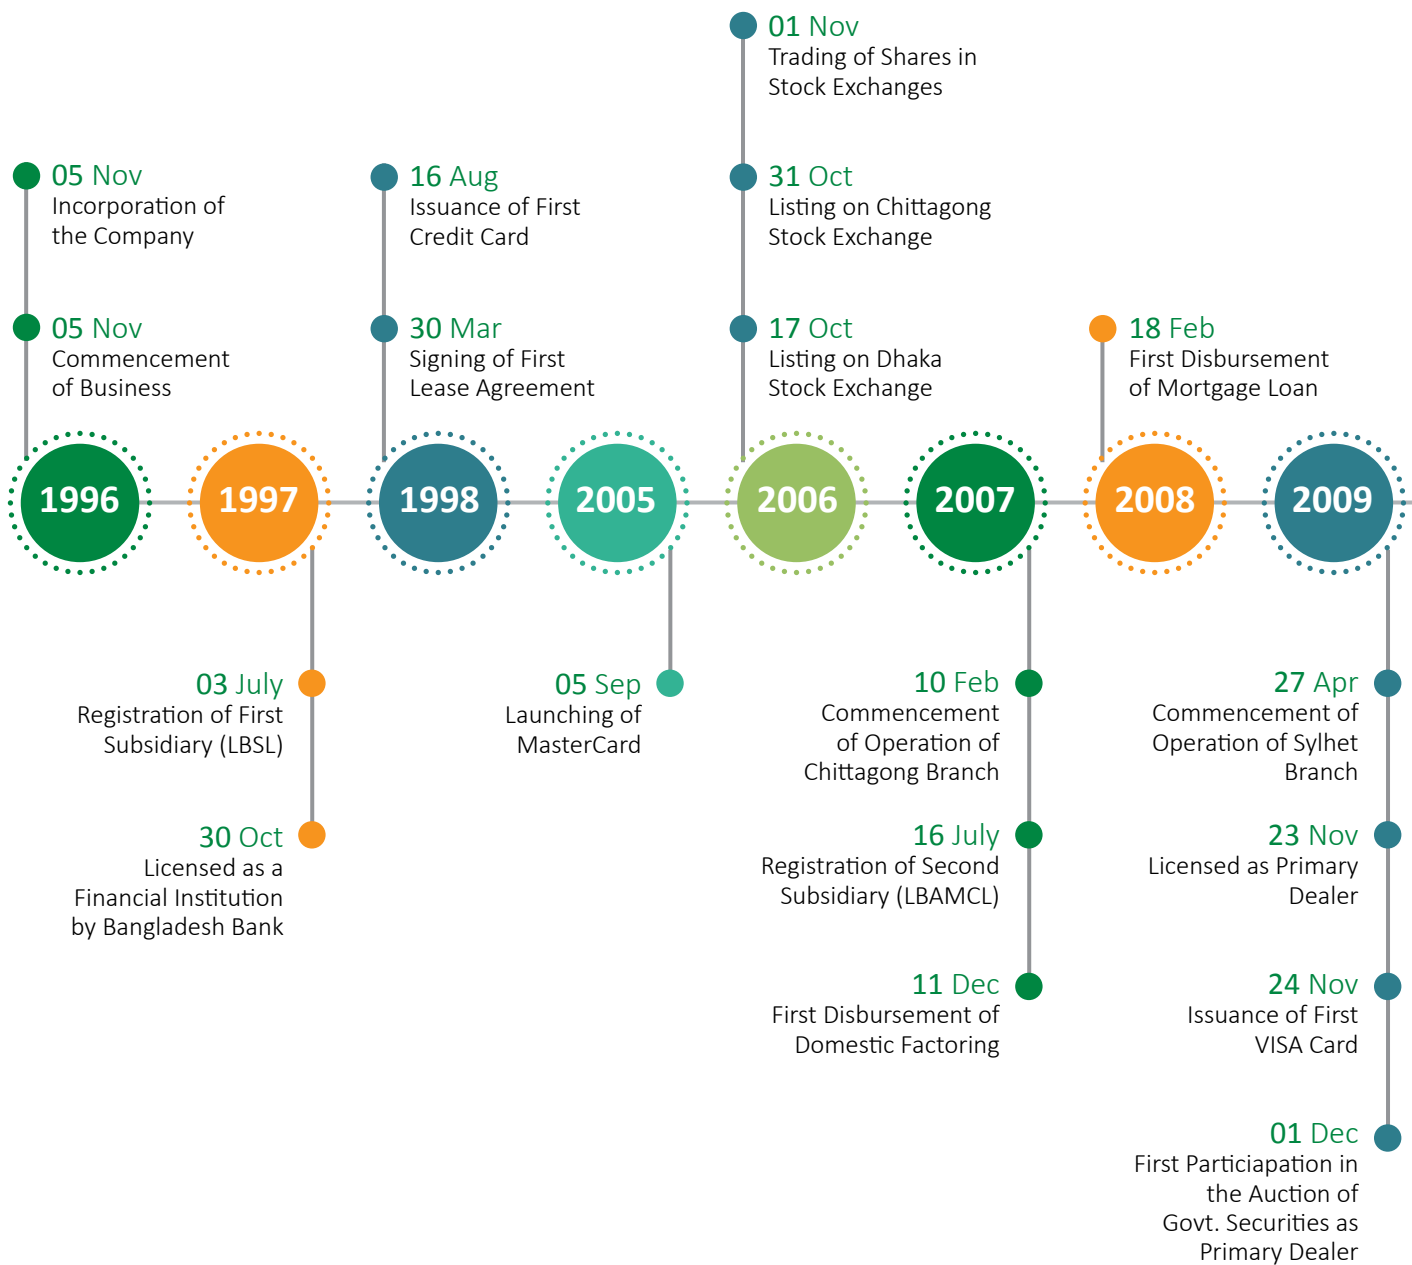 01 Nov
Trading of Shares in
Stock Exchanges
05 Nov
Incorporation of
the Company
16 Aug
Issuance of First
Credit Card
31 Oct
Listing on Chittagong
Stock Exchange
05 Nov
Commencement
of Business
30 Mar
Signing of First
Lease Agreement
17 Oct
Listing on Dhaka
Stock Exchange
18 Feb
First Disbursement
of Mortgage Loan
1996
1997
1998
2005
2006
2007
2008
2009
03 July
Registration of First
Subsidiary (LBSL)
05 Sep
Launching of
MasterCard
10 Feb
Commencement
of Operation of
Chittagong Branch
27 Apr
Commencement of
Operation of Sylhet
Branch
30 Oct
Licensed as a
Financial Institution
by Bangladesh Bank
16 July
Registration of Second
Subsidiary (LBAMCL)
23 Nov
Licensed as Primary
Dealer
11 Dec
First Disbursement of
Domestic Factoring
24 Nov
Issuance of First
VISA Card
01 Dec
First Particiapation in
the Auction of
Govt. Securities as
Primary Dealer